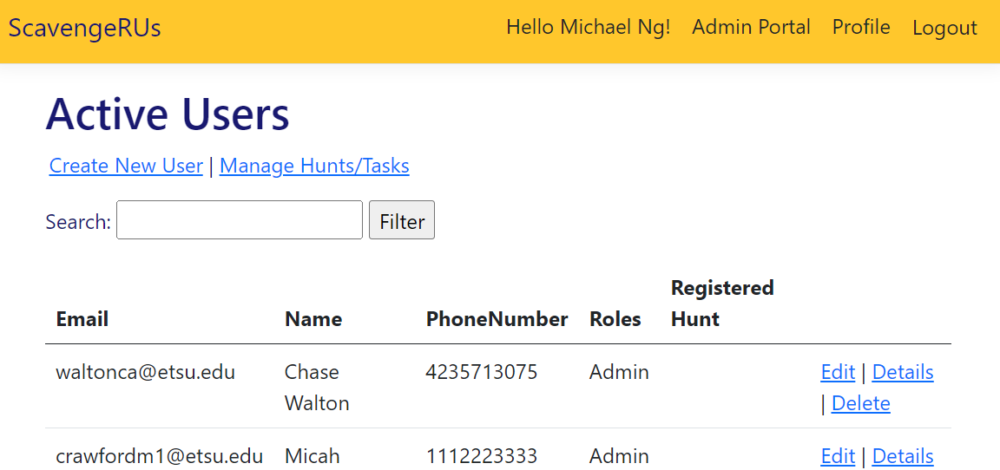 ScavengeRUs Hello Michael Ng! Admin Portal Profile Logout
Active Users
Create New User | Manage Hunts/Tasks
Search: Filter
Email Name PhoneNumber Roles Registered Hunt
waltonca@etsu.edu Chase Walton 4235713075 Admin Edit | Details | Delete
crawfordm1@etsu.edu Micah 1112223333 Admin Edit | Details